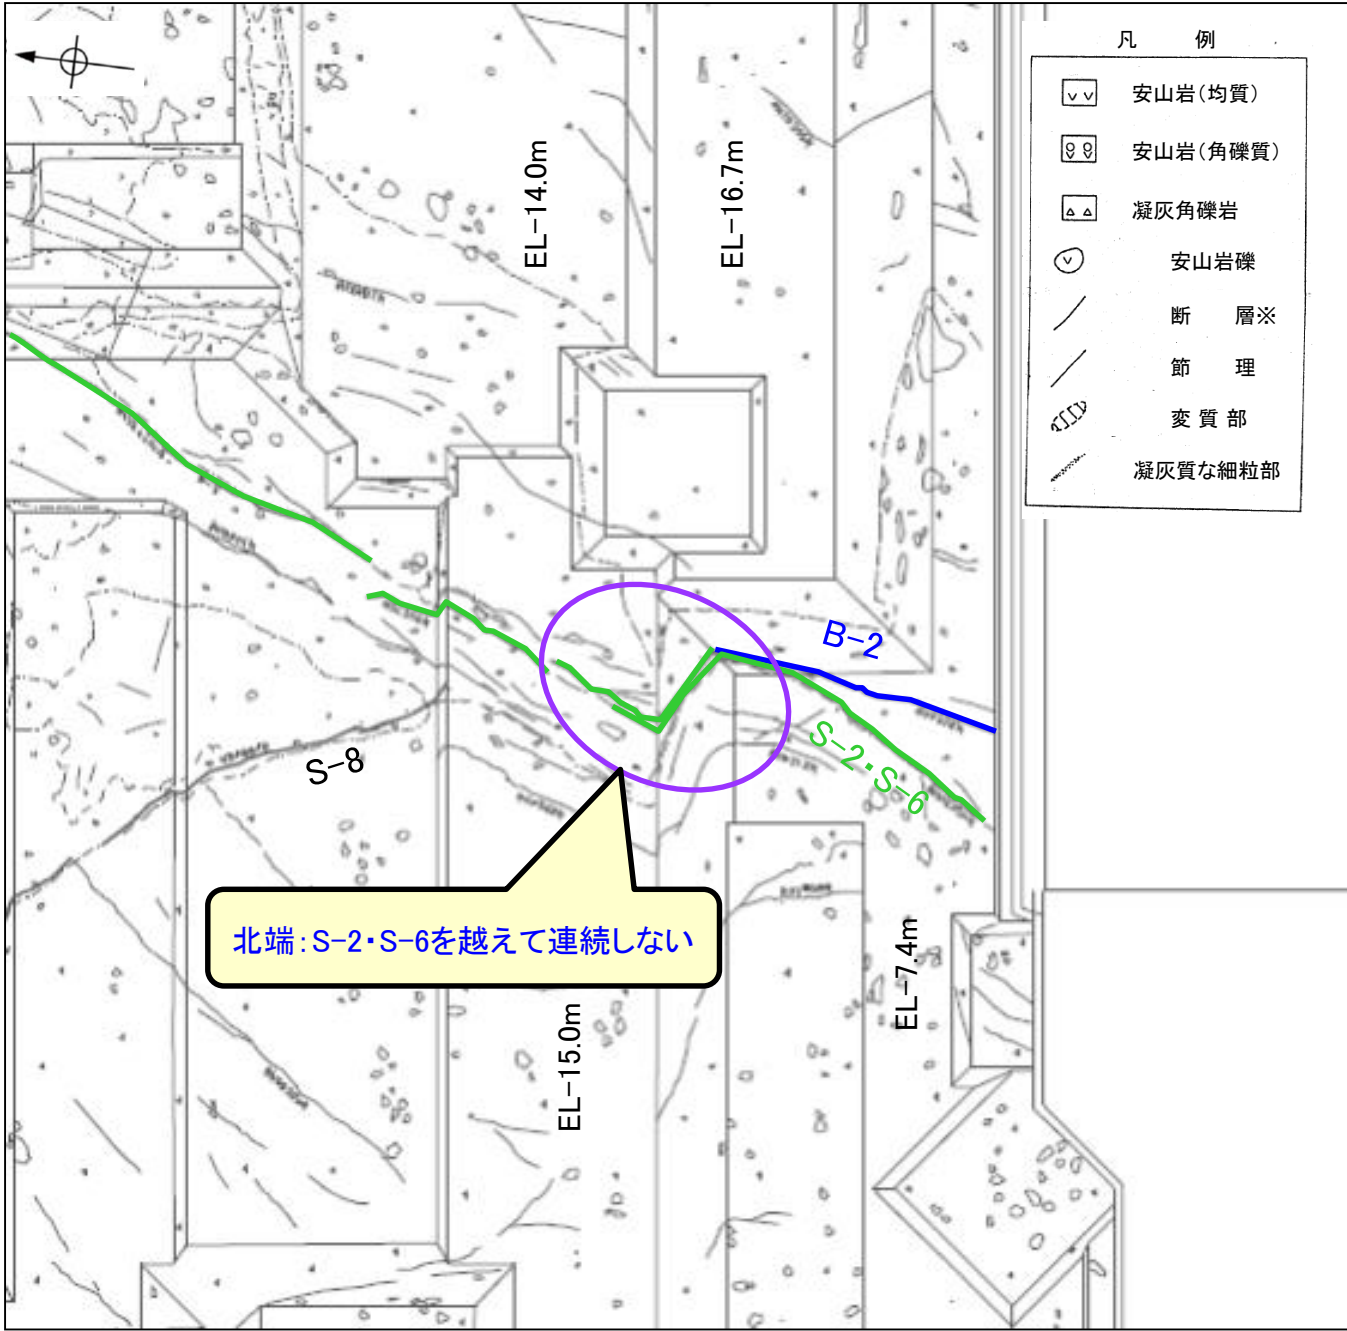 凡 例
安山岩(均質)
安山岩(角礫質)
凝灰角礫岩
安山岩礫
断 層※
節 理
変質部
凝灰質な細粒部
EL-14.0m
EL-16.7m
B-2
S-2・S-6
S-8
北端:S-2・S-6を越えて連続しない
EL-7.4m
EL-15.0m